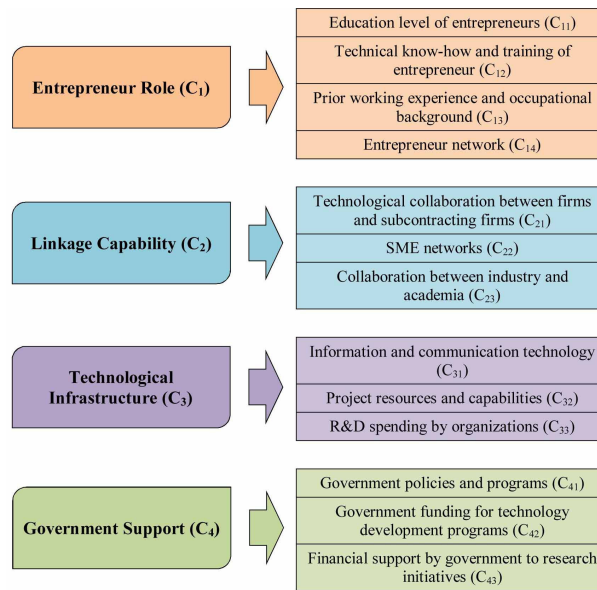 Entrepreneur Role (C₁)
Education level of entrepreneurs (C₁₁)
Technical know-how and training of
entrepreneur (C₁₂)
Prior working experience and occupational
background (C₁₃)
Entrepreneur network (C₁₄)
Linkage Capability (C₂)
Technological collaboration between firms
and subcontracting firms (C₂₁)
SME networks (C₂₂)
Collaboration between industry and
academia (C₂₃)
Technological
Infrastructure (C₃)
Information and communication technology
(C₃₁)
Project resources and capabilities (C₃₂)
R&D spending by organizations (C₃₃)
Government Support (C₄)
Government policies and programs (C₄₁)
Government funding for technology
development programs (C₄₂)
Financial support by government to research
initiatives (C₄₃)